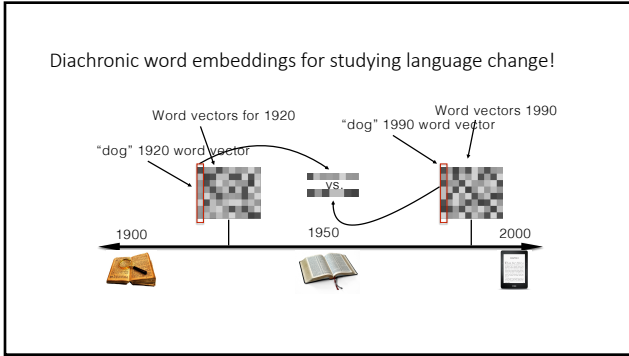 Diachronic word embeddings for studying language change!
Word vectors for 1920
Word vectors 1990
“dog” 1920 word vector
“dog” 1990 word vector
vs.
1900
1950
2000